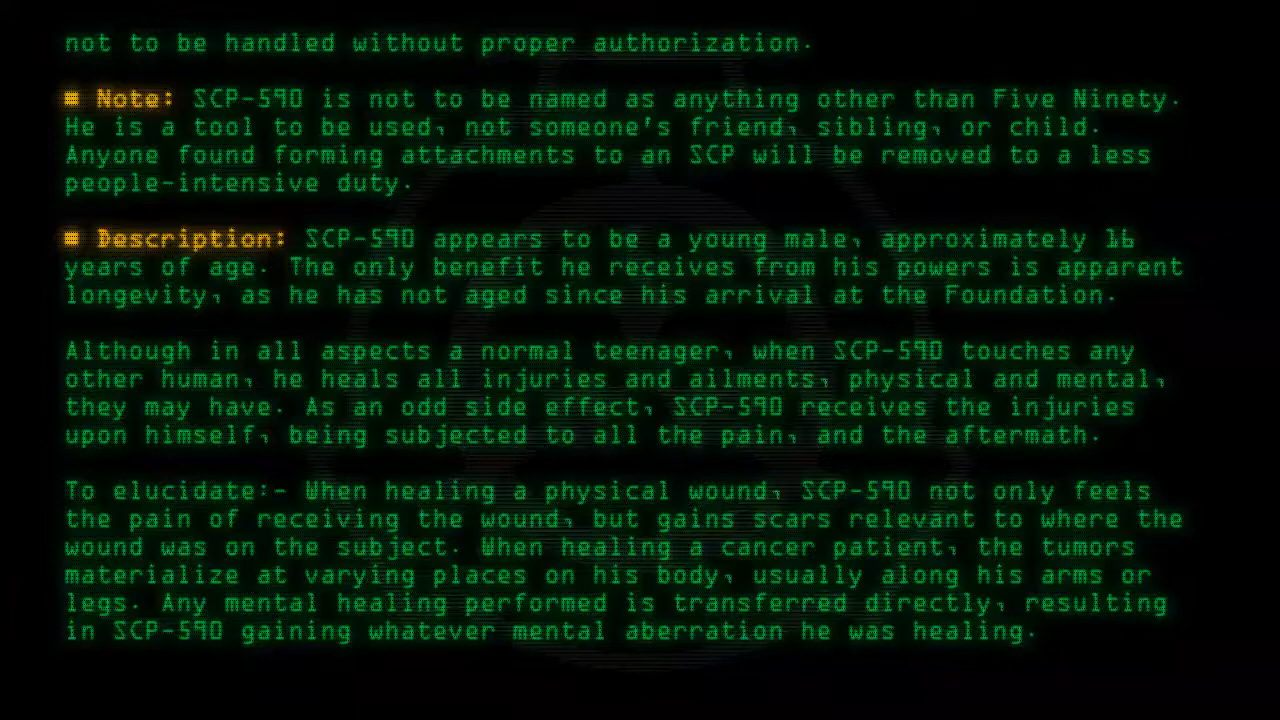 not to be handled without proper authorization.
■ Note: SCP-590 is not to be named as anything other than Five Ninety.
He is a tool to be used, not someone's friend, sibling, or child.
Anyone found forming attachments to an SCP will be removed to a less
people-intensive duty.
■ Description: SCP-590 appears to be a young male, approximately 16
years of age. The only benefit he receives from his powers is apparent
longevity, as he has not aged since his arrival at the Foundation.
Although in all aspects a normal teenager, when SCP-590 touches any
other human, he heals all injuries and ailments, physical and mental,
they may have. As an odd side effect, SCP-590 receives the injuries
upon himself, being subjected to all the pain, and the aftermath.
To elucidate:- When healing a physical wound, SCP-590 not only feels
the pain of receiving the wound, but gains scars relevant to where the
wound was on the subject. When healing a cancer patient, the tumors
materialize at varying places on his body, usually along his arms or
legs. Any mental healing performed is transferred directly, resulting
in SCP-590 gaining whatever mental aberration he was healing.